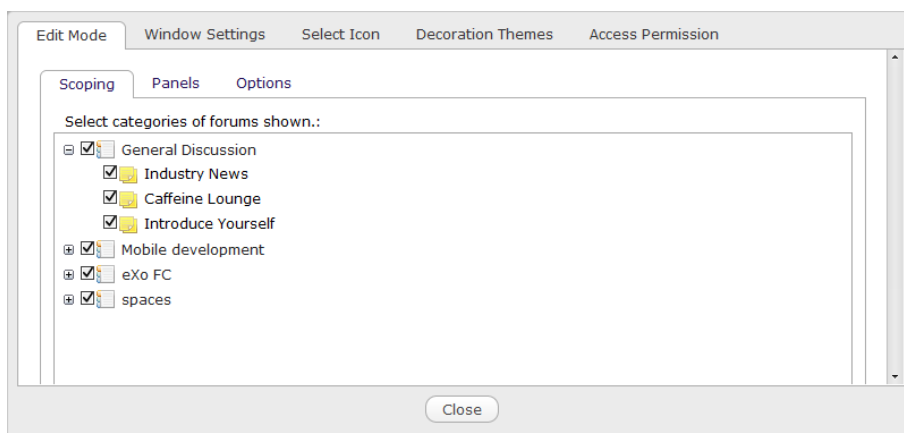 Edit Mode Window Settings Select Icon Decoration Themes Access Permission
Scoping Panels Options
Select categories of forums shown.:
General Discussion
Industry News
Caffeine Lounge
Introduce Yourself
Mobile development
eXo FC
spaces
Close